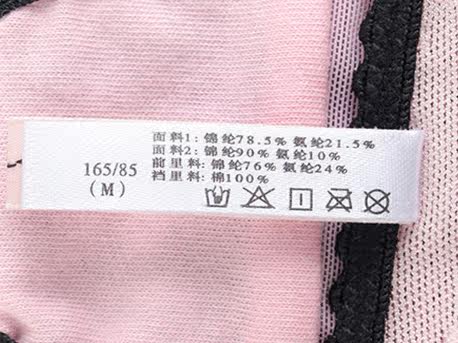 165/85
(M)
面料1: 锦纶78.5% 氨纶21.5%
面料2: 锦纶90% 氨纶10%
前里料: 锦纶76% 氨纶24%
裆里料: 棉100%